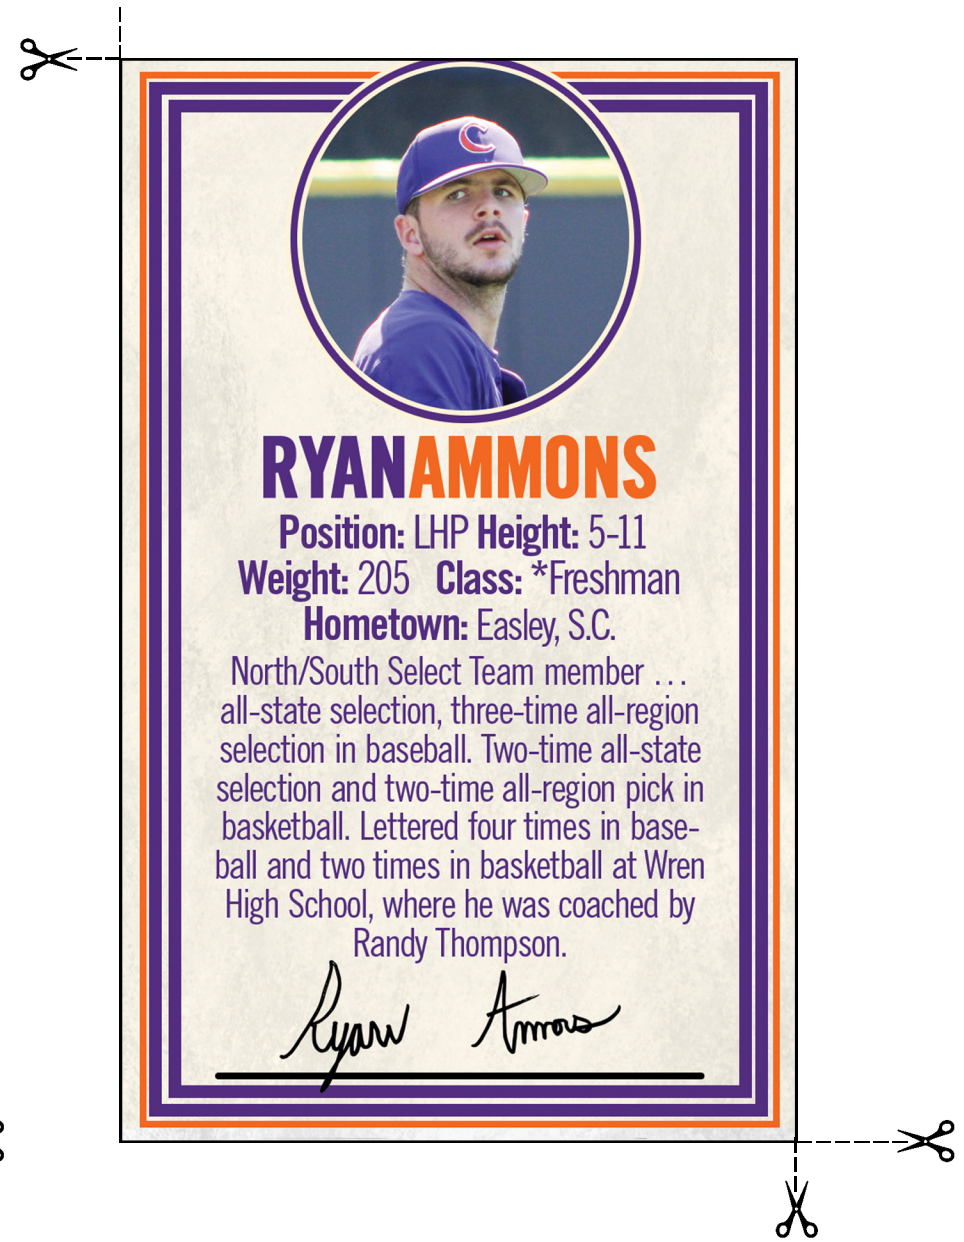 C
RYANAMMONS
Position: LHP Height: 5-11
Weight: 205 Class: *Freshman
Hometown: Easley, S.C.
North/South Select Team member . . .
all-state selection, three-time all-region
selection in baseball. Two-time all-state
selection and two-time all-region pick in
basketball. Lettered four times in base-
ball and two times in basketball at Wren
High School, where he was coached by
Randy Thompson.
Ryan Ammons